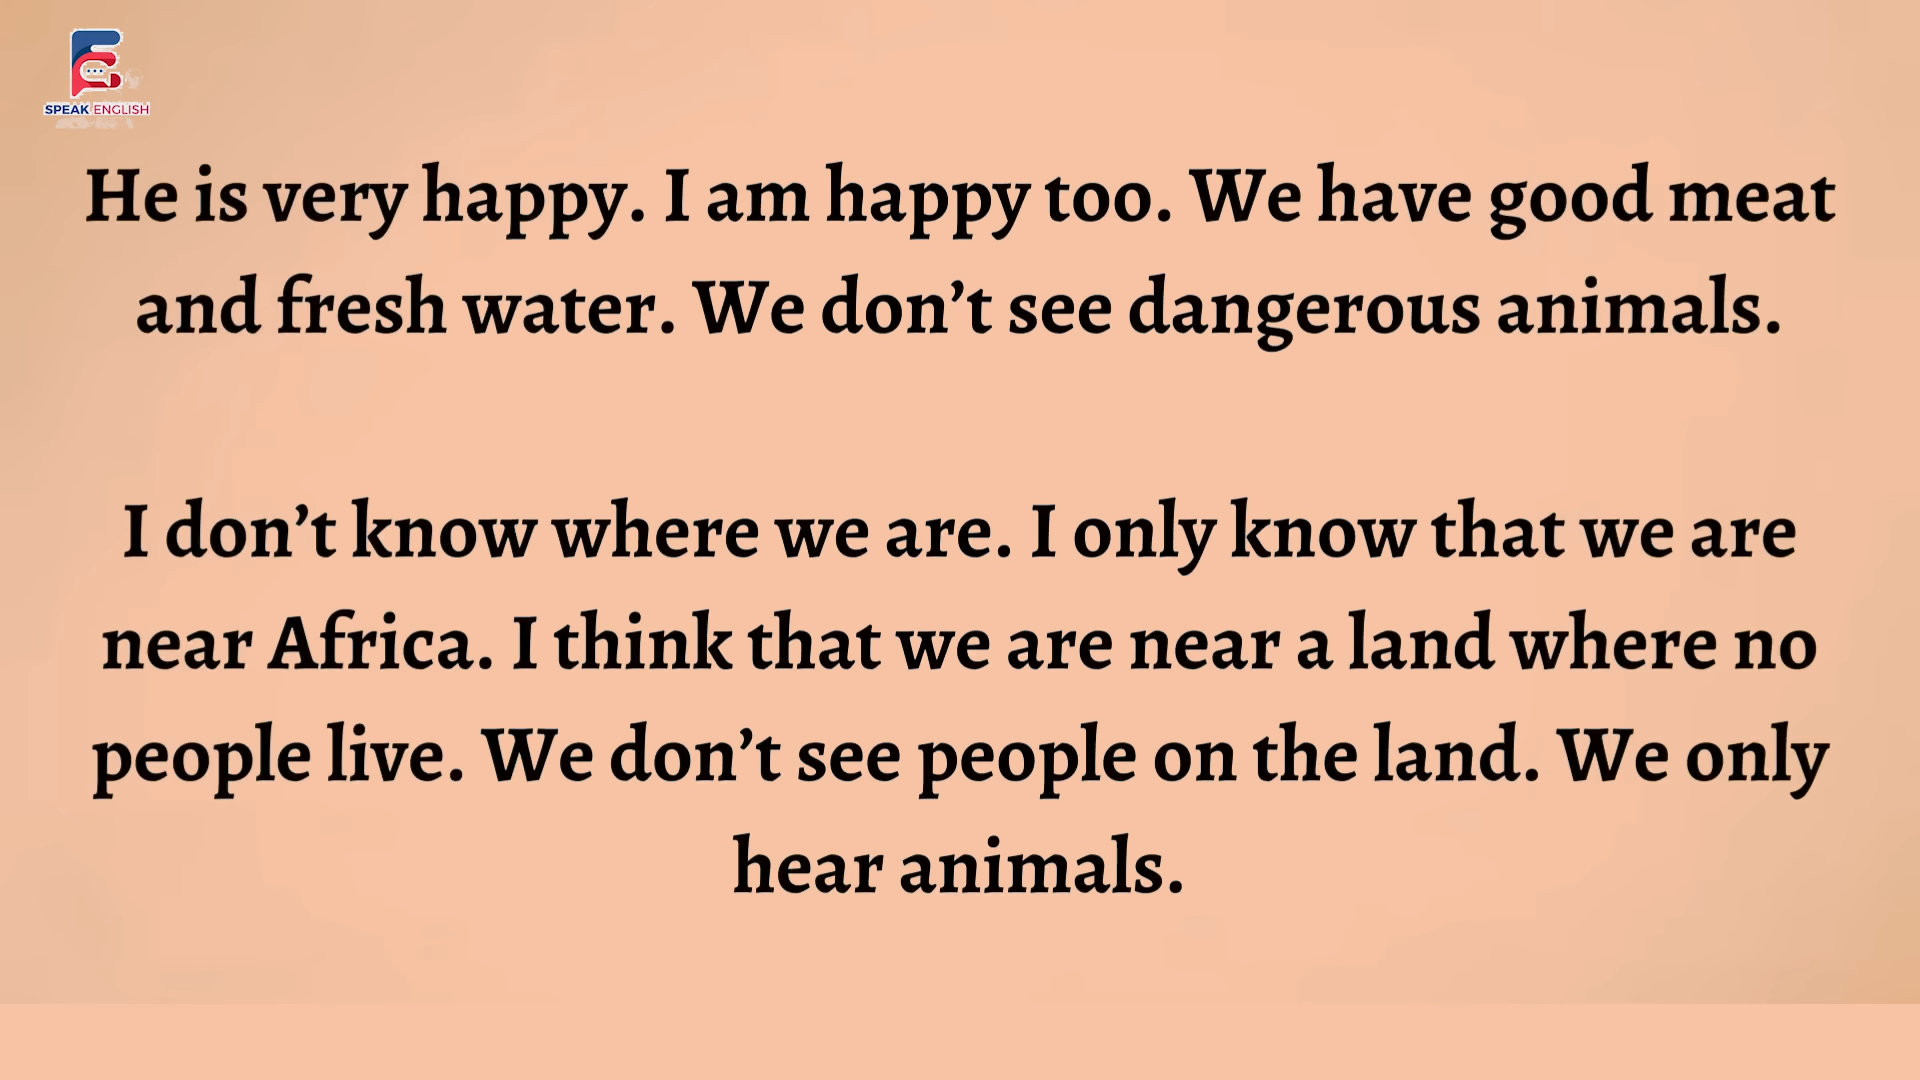 SPEAK ENGLISH
He is very happy. I am happy too. We have good meat
and fresh water. We don’t see dangerous animals.
I don’t know where we are. I only know that we are
near Africa. I think that we are near a land where no
people live. We don’t see people on the land. We only
hear animals.